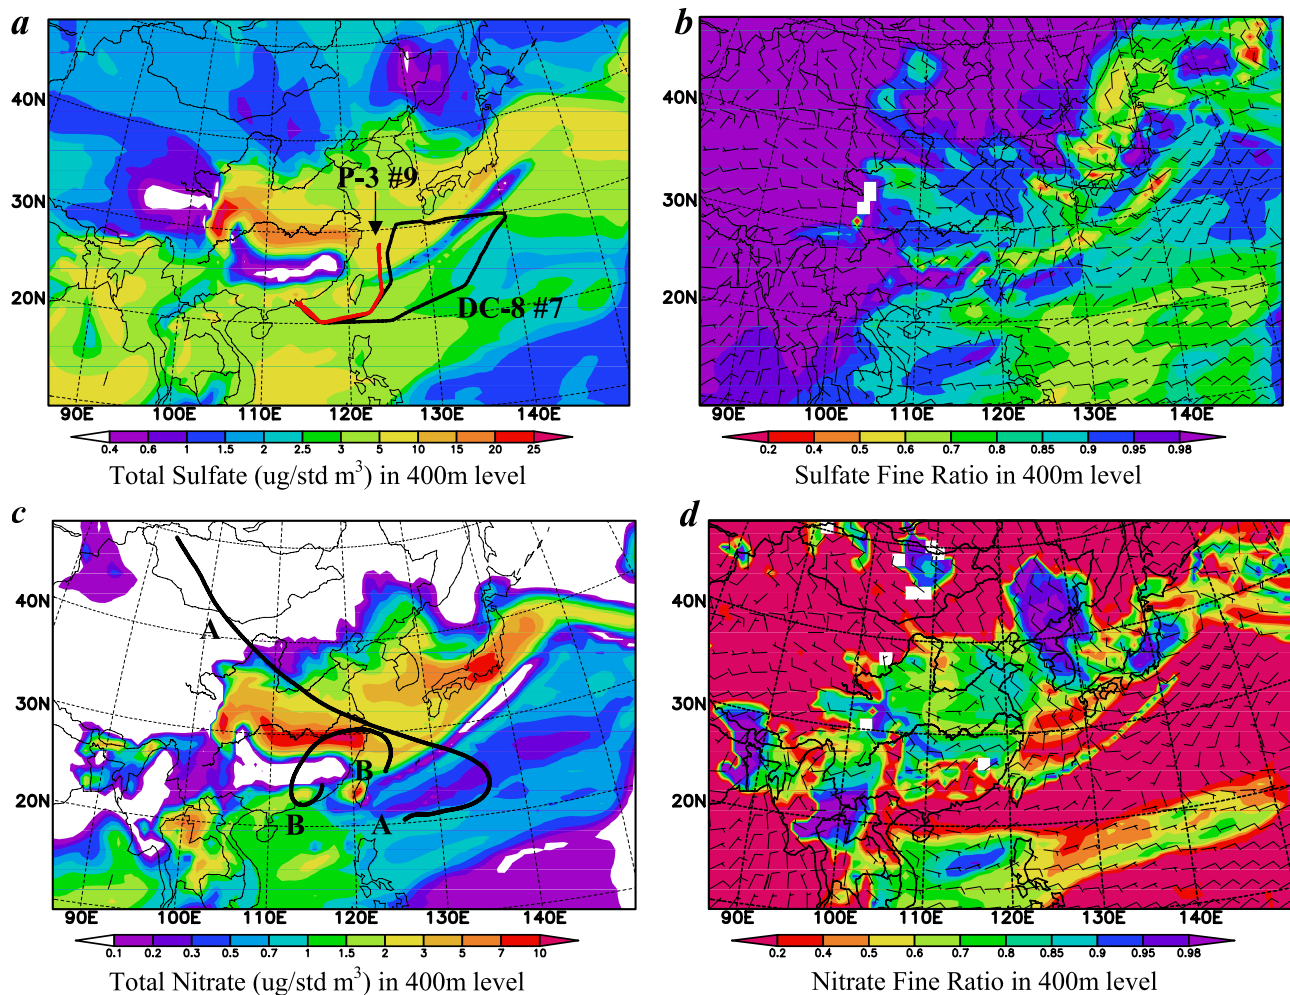 a
b
40N
30N
20N
P-3 #9
DC-8 #7
90E 100E 110E 120E 130E 140E
0.4 0.6 1 1.5 2 2.5 3 5 10 15 20 25
Total Sulfate (ug/std m³) in 400m level
40N
30N
20N
90E 100E 110E 120E 130E 140E
0.2 0.4 0.5 0.6 0.7 0.8 0.85 0.9 0.95 0.98
Sulfate Fine Ratio in 400m level
c
d
40N
30N
20N
A
B
B
A
90E 100E 110E 120E 130E 140E
0.1 0.2 0.3 0.5 0.7 1 1.5 2 3 5 7 10
Total Nitrate (ug/std m³) in 400m level
40N
30N
20N
90E 100E 110E 120E 130E 140E
0.2 0.4 0.5 0.6 0.7 0.8 0.85 0.9 0.95 0.98
Nitrate Fine Ratio in 400m level